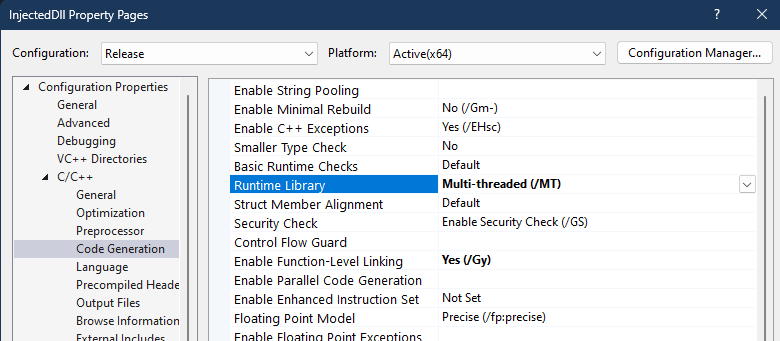 InjectedDll Property Pages ? ×
Configuration: Release Platform: Active(x64) Configuration Manager...
Configuration Properties
General
Advanced
Debugging
VC++ Directories
C/C++
General
Optimization
Preprocessor
Code Generation
Language
Precompiled Heade
Output Files
Browse Information
External Includes
Enable String Pooling
Enable Minimal Rebuild No (/Gm-)
Enable C++ Exceptions Yes (/EHsc)
Smaller Type Check No
Basic Runtime Checks Default
Runtime Library Multi-threaded (/MT)
Struct Member Alignment Default
Security Check Enable Security Check (/GS)
Control Flow Guard
Enable Function-Level Linking Yes (/Gy)
Enable Parallel Code Generation
Enable Enhanced Instruction Set Not Set
Floating Point Model Precise (/fp:precise)
Enable Floating Point Exceptions